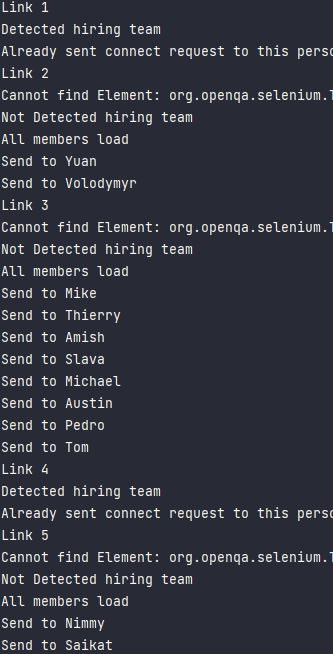 Link 1
Detected hiring team
Already sent connect request to this perso
Link 2
Cannot find Element: org.openqa.selenium.T
Not Detected hiring team
All members load
Send to Yuan
Send to Volodymyr
Link 3
Cannot find Element: org.openqa.selenium.T
Not Detected hiring team
All members load
Send to Mike
Send to Thierry
Send to Amish
Send to Slava
Send to Michael
Send to Austin
Send to Pedro
Send to Tom
Link 4
Detected hiring team
Already sent connect request to this perso
Link 5
Cannot find Element: org.openqa.selenium.T
Not Detected hiring team
All members load
Send to Nimmy
Send to Saikat